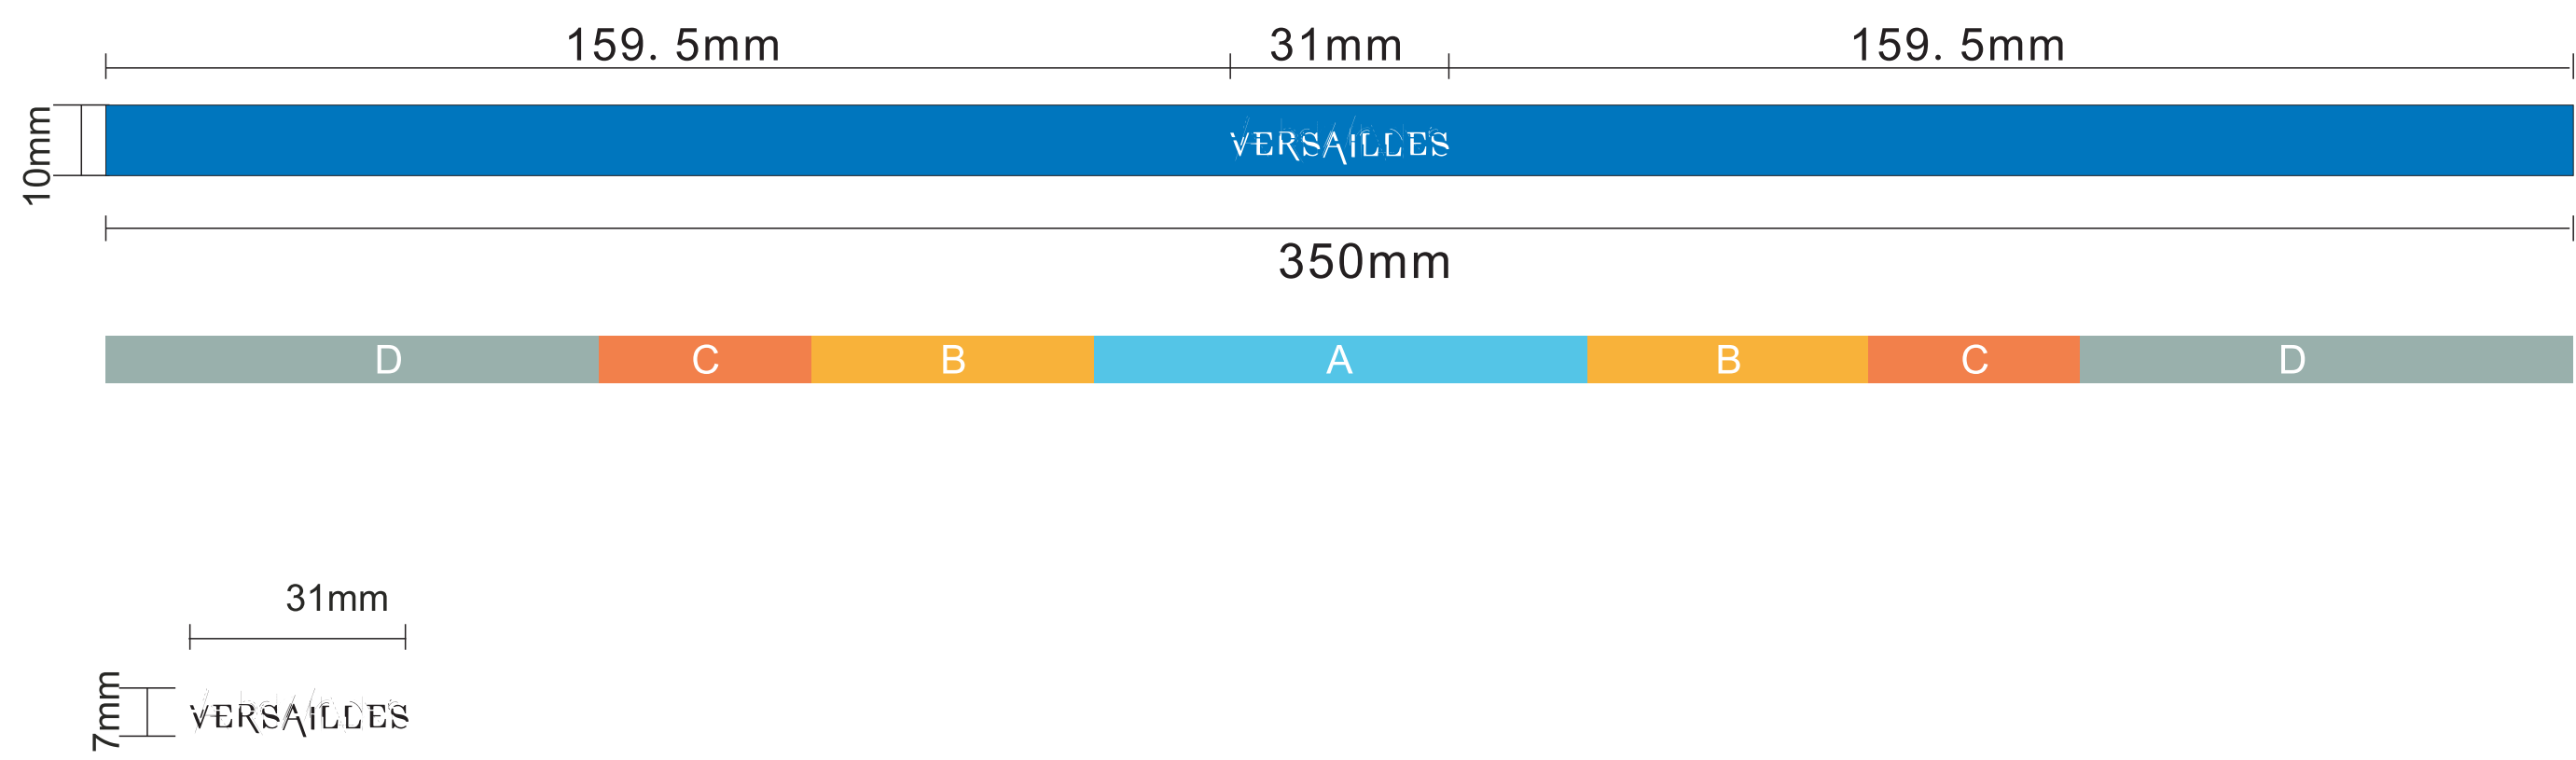 159. 5mm 31mm 159. 5mm
10mm
VERSAILLES
350mm
D C B A B C D
31mm
7mm
VERSAILLES